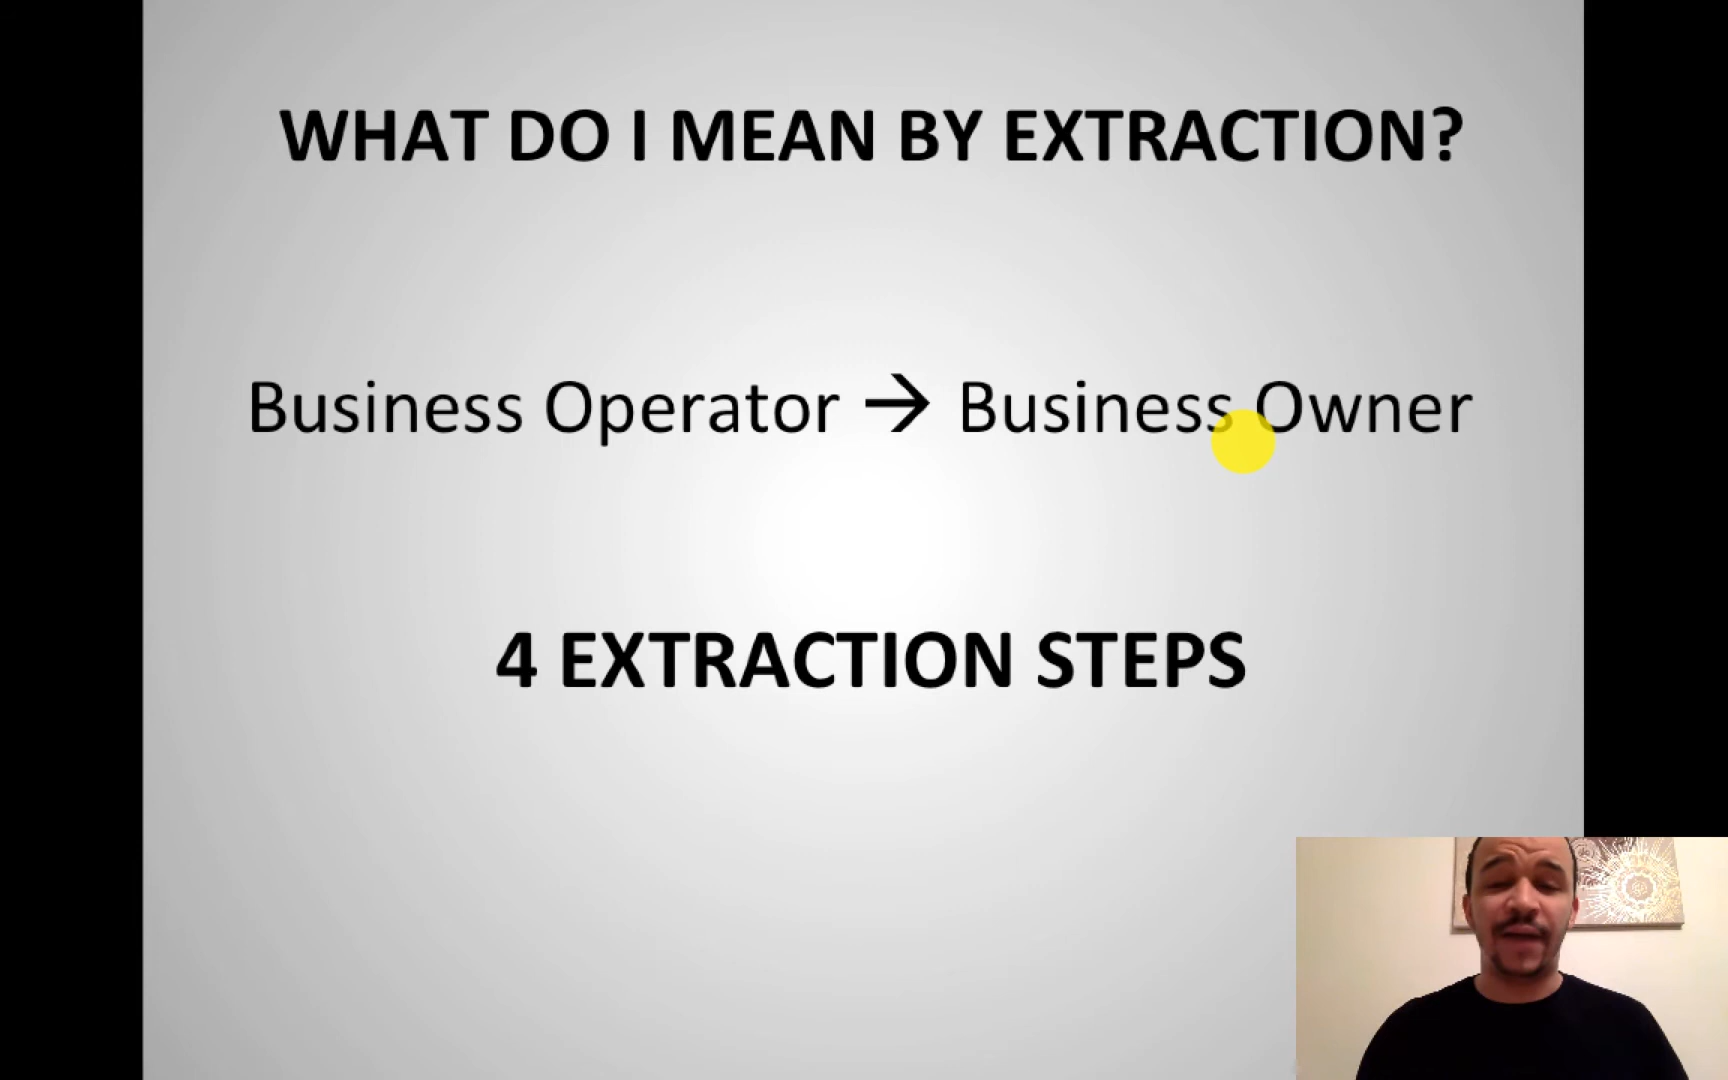 WHAT DO I MEAN BY EXTRACTION?
Business Operator → Business Owner
4 EXTRACTION STEPS